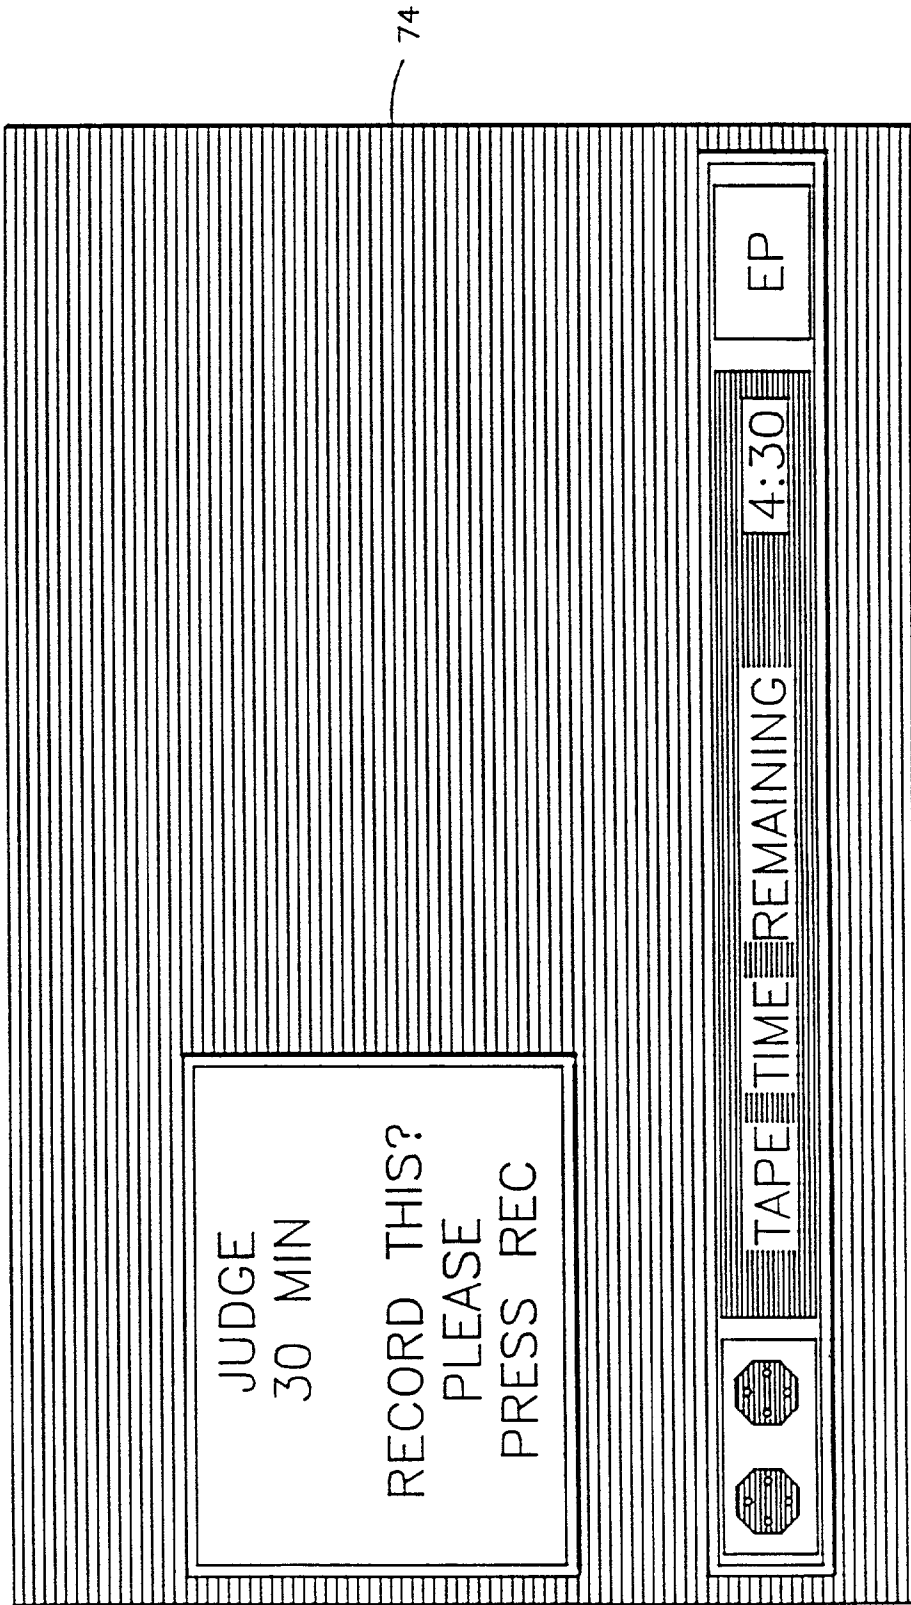 JUDGE
30 MIN
RECORD THIS?
PLEASE
PRESS REC
TAPE TIME REMAINING 4:30 EP
74